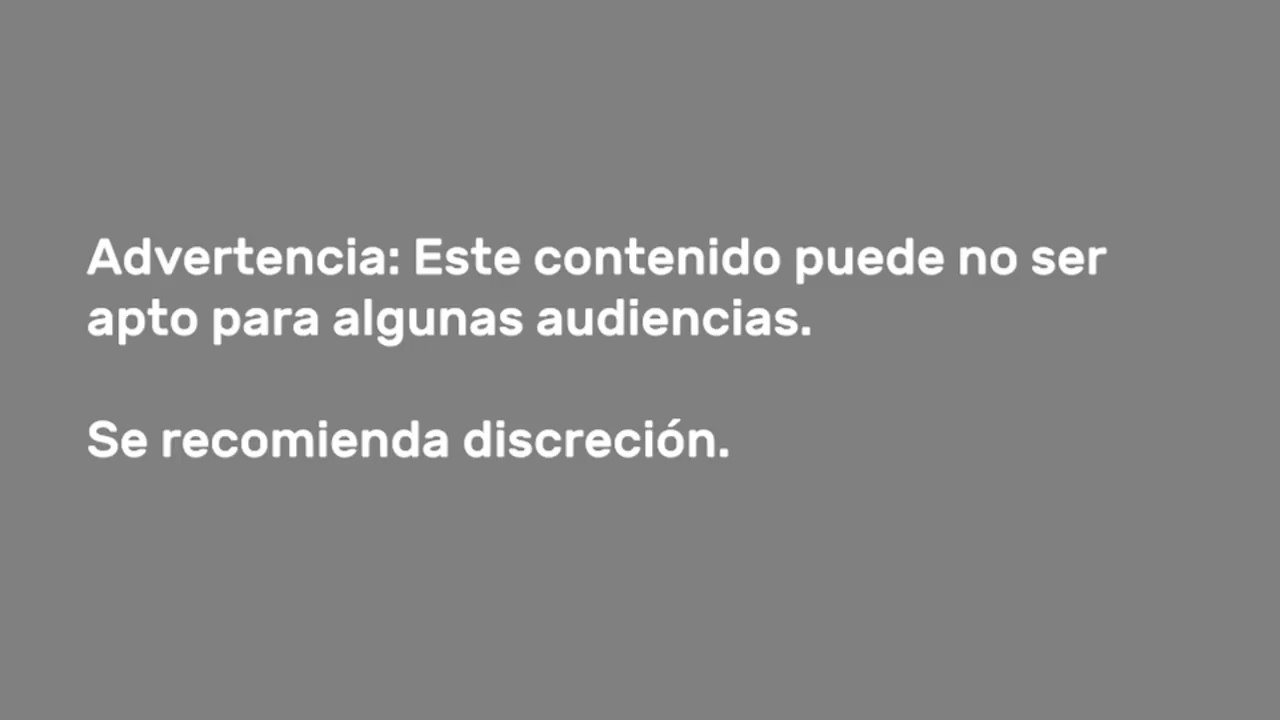 Advertencia: Este contenido puede no ser
apto para algunas audiencias.
Se recomienda discreción.